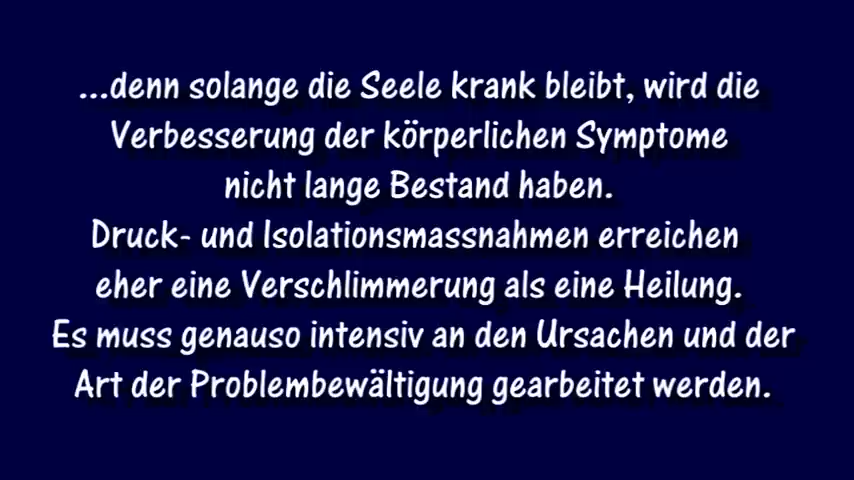 ...denn solange die Seele krank bleibt, wird die
Verbesserung der körperlichen Symptome
nicht lange Bestand haben.
Druck- und Isolationsmassnahmen erreichen
eher eine Verschlimmerung als eine Heilung.
Es muss genauso intensiv an den Ursachen und der
Art der Problembewältigung gearbeitet werden.